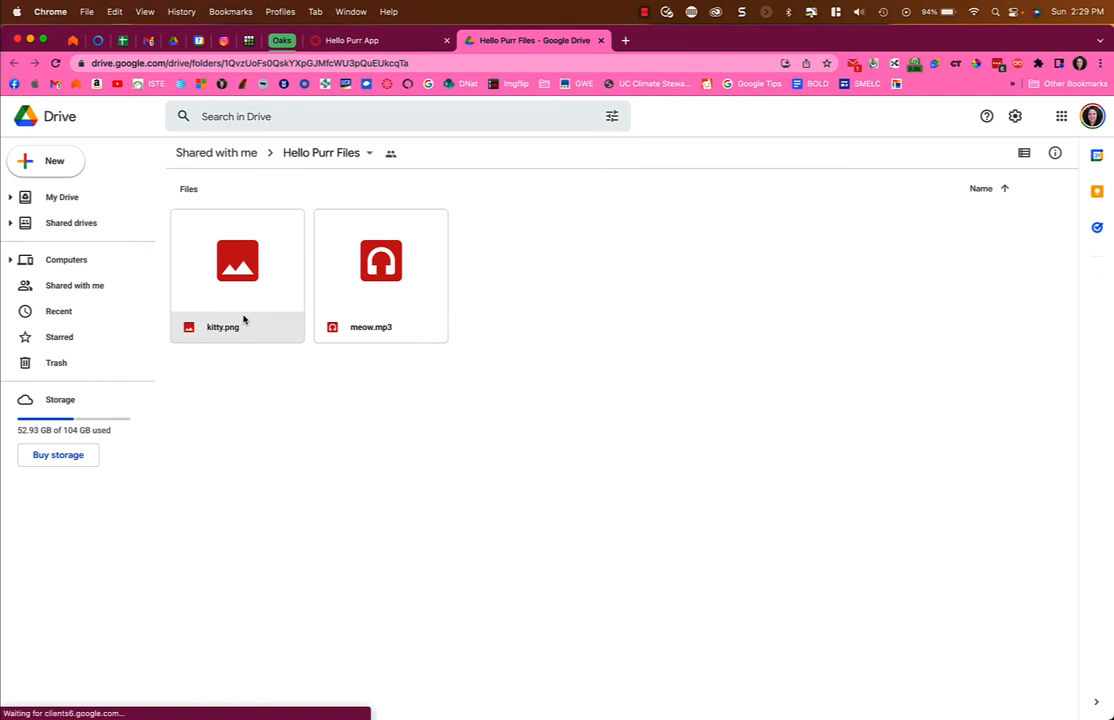 Chrome File Edit View History Bookmarks Profiles Tab Window Help 94% Sun 2:29 PM
Oaks Hello Purr App Hello Purr Files - Google Drive
drive.google.com/drive/folders/1QvzUoFs0QskYXpGJMfcWU3pQuEUkcqTa
ISTE DNat Imgflip GWE UC Climate Stewa... Google Tips BOLD SMELC » Other Bookmarks
Drive
Search in Drive
New
Shared with me Hello Purr Files
Files
Name
My Drive
Shared drives
Computers
Shared with me
Recent
Starred
Trash
Storage
52.93 GB of 104 GB used
Buy storage
kitty.png
meow.mp3
Waiting for clients6.google.com...